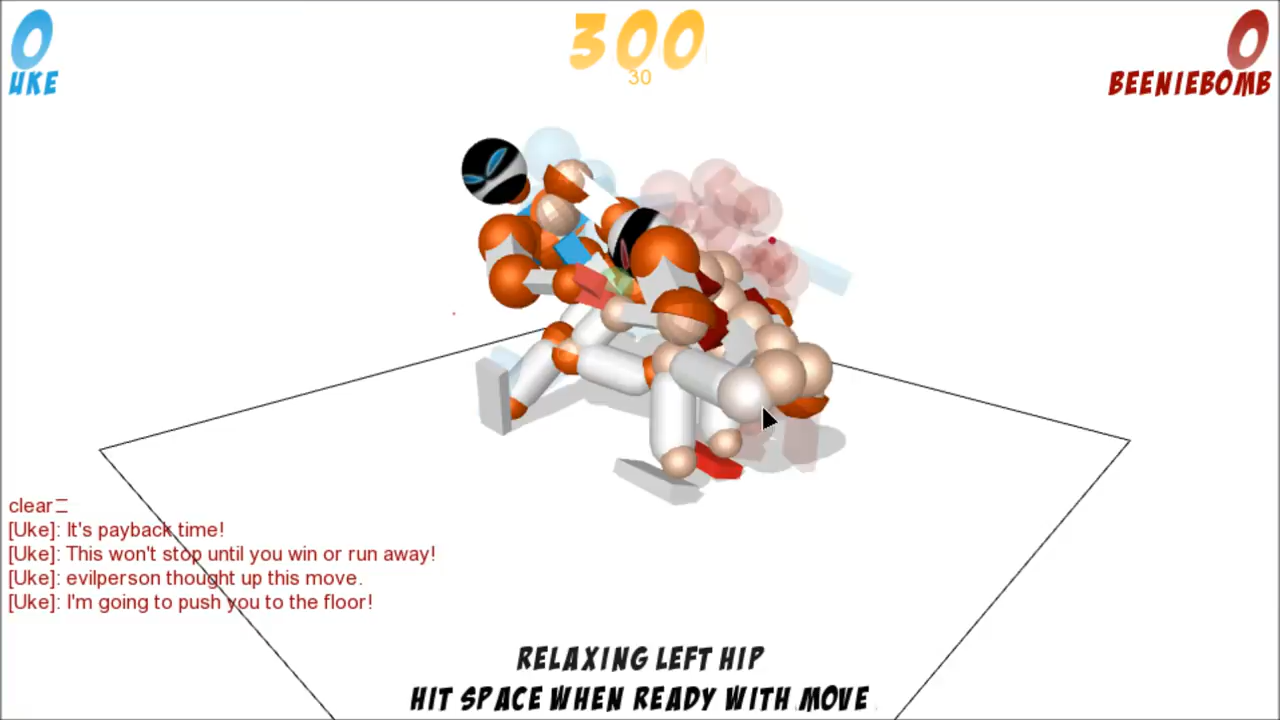 0
UKE
300
30
0
BEENIEBOMB
clear二
[Uke]: It's payback time!
[Uke]: This won't stop until you win or run away!
[Uke]: evilperson thought up this move.
[Uke]: I'm going to push you to the floor!
RELAXING LEFT HIP
HIT SPACE WHEN READY WITH MOVE